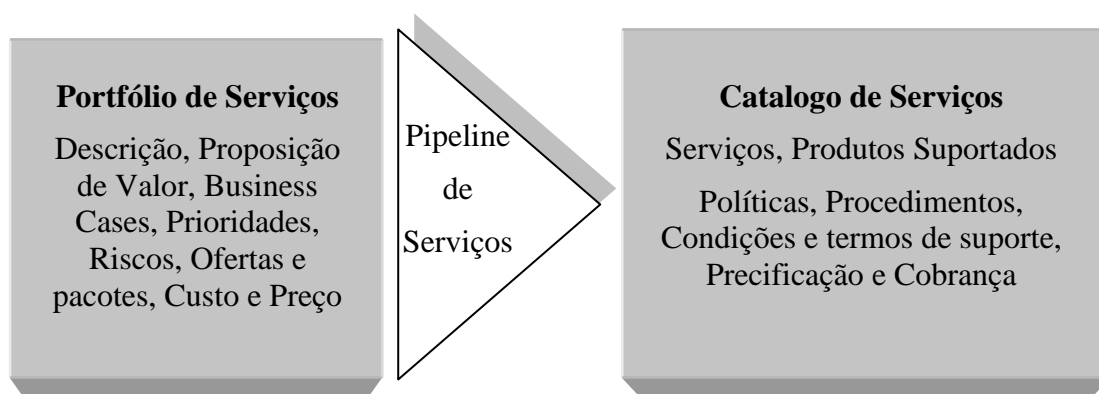 Portfólio de Serviços
Descrição, Proposição
de Valor, Business
Cases, Prioridades,
Riscos, Ofertas e
pacotes, Custo e Preço
Pipeline
de
Serviços
Catalogo de Serviços
Serviços, Produtos Suportados
Políticas, Procedimentos,
Condições e termos de suporte,
Precificação e Cobrança